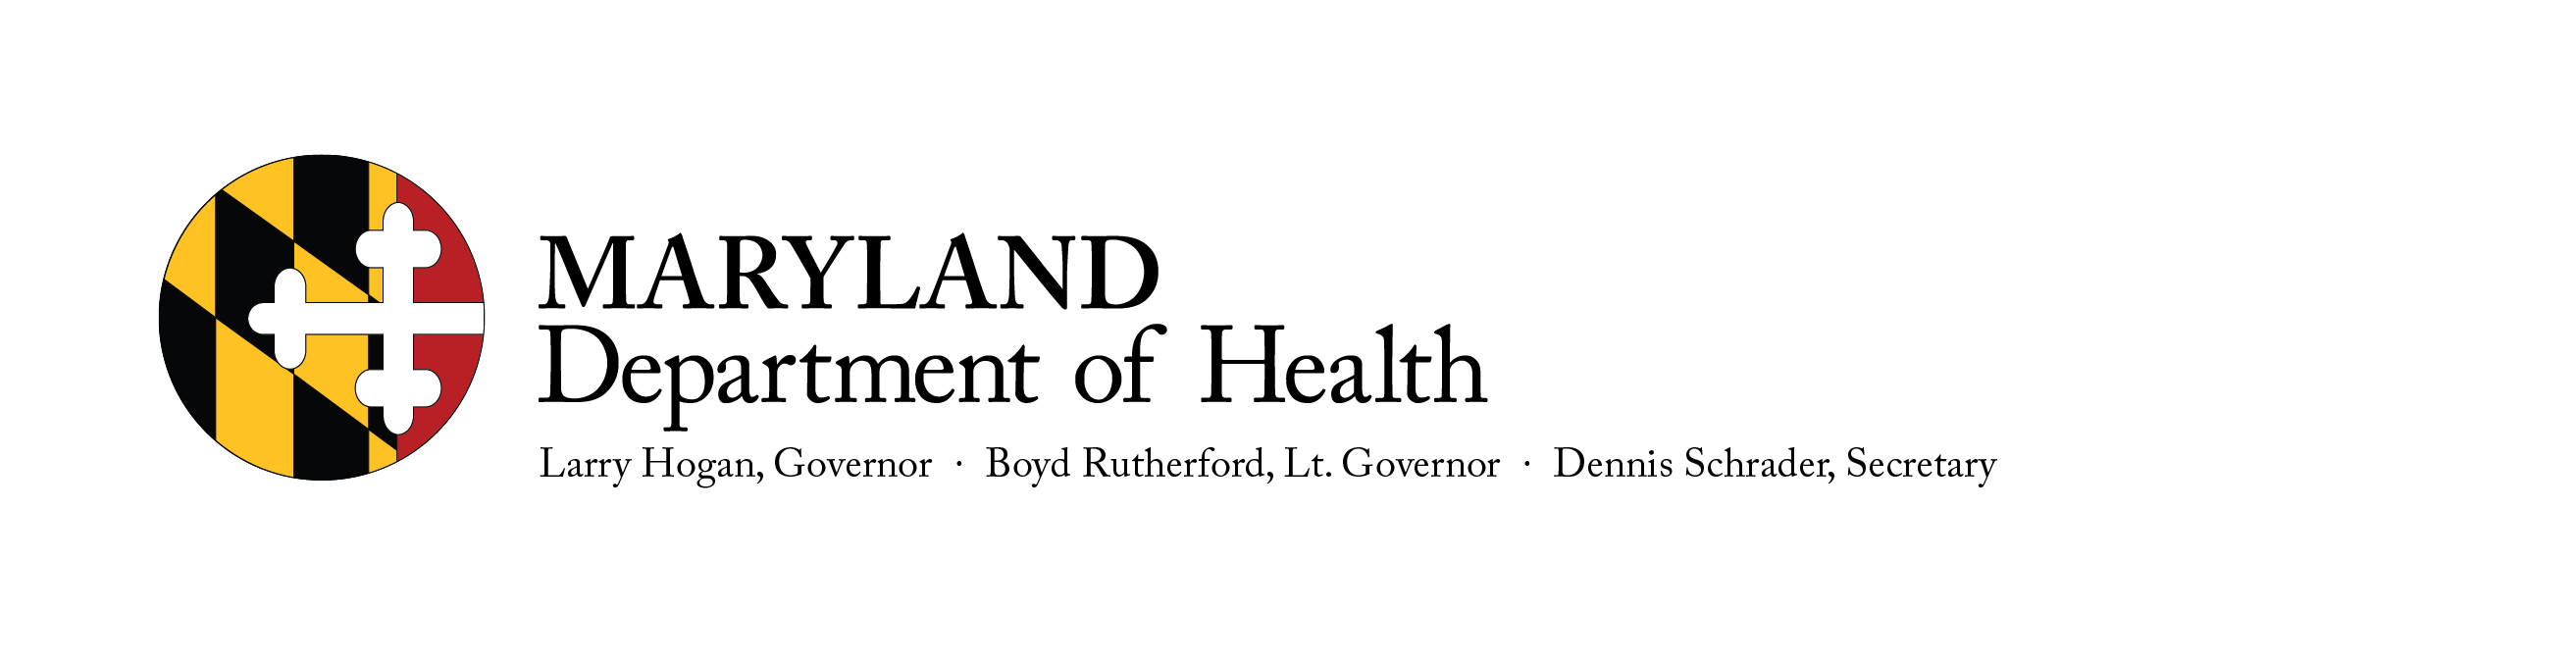 MARYLAND
Department of Health
Larry Hogan, Governor · Boyd Rutherford, Lt. Governor · Dennis Schrader, Secretary